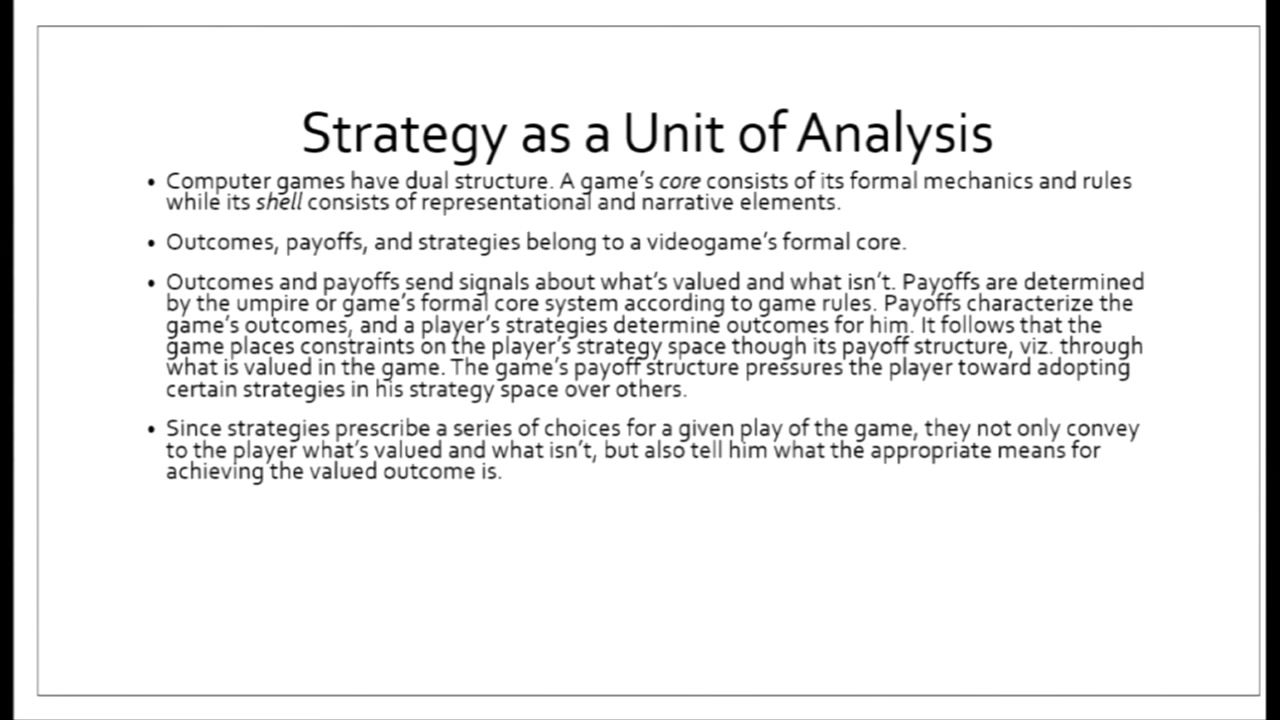 Strategy as a Unit of Analysis
• Computer games have dual structure. A game's core consists of its formal mechanics and rules
while its shell consists of representational and narrative elements.
• Outcomes, payoffs, and strategies belong to a videogame's formal core.
• Outcomes and payoffs send signals about what's valued and what isn't. Payoffs are determined
by the umpire or game's formal core system according to game rules. Payoffs characterize the
game's outcomes, and a player's strategies determine outcomes for him. It follows that the
game places constraints on the player's strategy space though its payoff structure, viz. through
what is valued in the game. The game's payoff structure pressures the player toward adopting
certain strategies in his strategy space over others.
• Since strategies prescribe a series of choices for a given play of the game, they not only convey
to the player what's valued and what isn't, but also tell him what the appropriate means for
achieving the valued outcome is.